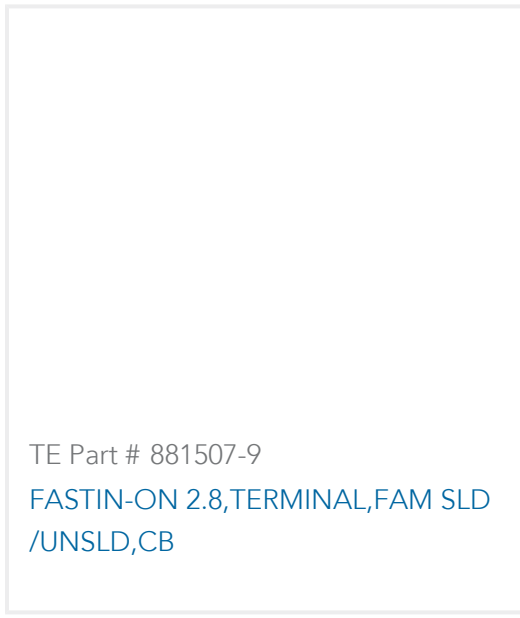 TE Part # 881507-9
FASTIN-ON 2.8,TERMINAL,FAM SLD
/UNSLD,CB